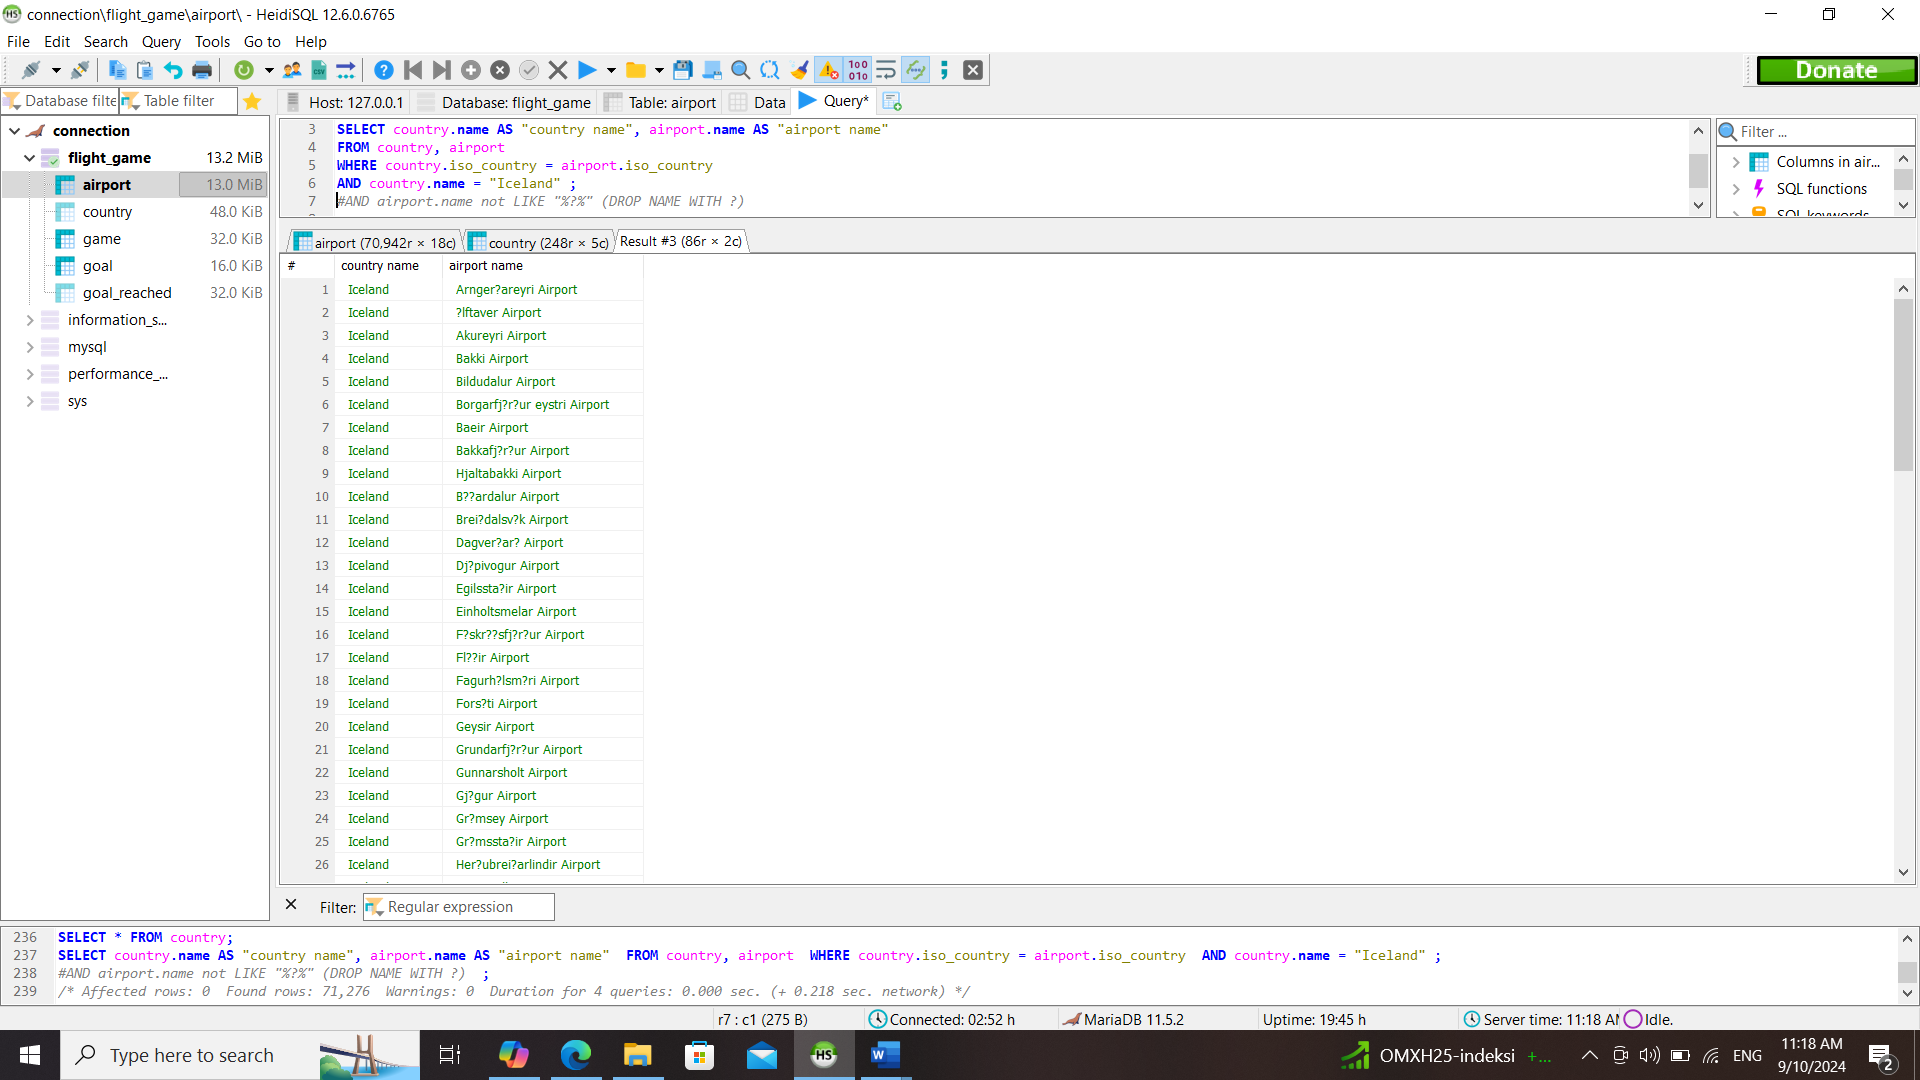 connection\flight_game\airport\ - HeidiSQL 12.6.0.6765
File Edit Search Query Tools Go to Help
Donate
Database filte Table filter
Host: 127.0.0.1 Database: flight_game Table: airport Data Query*
connection
flight_game 13.2 MiB
airport 13.0 MiB
country 48.0 KiB
game 32.0 KiB
goal 16.0 KiB
goal_reached 32.0 KiB
information_s...
mysql
performance_...
sys
3 SELECT country.name AS "country name", airport.name AS "airport name"
4 FROM country, airport
5 WHERE country.iso_country = airport.iso_country
6 AND country.name = "Iceland" ;
7 #AND airport.name not LIKE "%?%" (DROP NAME WITH ?)
Filter ...
Columns in air...
SQL functions
SQL keywords
airport (70,942r × 18c) country (248r × 5c) Result #3 (86r × 2c)
# country name airport name
1 Iceland Arnger?areyri Airport
2 Iceland ?lftaver Airport
3 Iceland Akureyri Airport
4 Iceland Bakki Airport
5 Iceland Bildudalur Airport
6 Iceland Borgarfj?r?ur eystri Airport
7 Iceland Baeir Airport
8 Iceland Bakkafj?r?ur Airport
9 Iceland Hjaltabakki Airport
10 Iceland B??ardalur Airport
11 Iceland Brei?dalsv?k Airport
12 Iceland Dagver?ar? Airport
13 Iceland Dj?pivogur Airport
14 Iceland Egilssta?ir Airport
15 Iceland Einholtsmelar Airport
16 Iceland F?skr??sfj?r?ur Airport
17 Iceland Fl??ir Airport
18 Iceland Fagurh?lsm?ri Airport
19 Iceland Fors?ti Airport
20 Iceland Geysir Airport
21 Iceland Grundarfj?r?ur Airport
22 Iceland Gunnarsholt Airport
23 Iceland Gj?gur Airport
24 Iceland Gr?msey Airport
25 Iceland Gr?mssta?ir Airport
26 Iceland Her?ubrei?arlindir Airport
Filter: Regular expression
236 SELECT * FROM country;
237 SELECT country.name AS "country name", airport.name AS "airport name" FROM country, airport WHERE country.iso_country = airport.iso_country AND country.name = "Iceland" ;
238 #AND airport.name not LIKE "%?%" (DROP NAME WITH ?) ;
239 /* Affected rows: 0 Found rows: 71,276 Warnings: 0 Duration for 4 queries: 0.000 sec. (+ 0.218 sec. network) */
r7 : c1 (275 B) Connected: 02:52 h MariaDB 11.5.2 Uptime: 19:45 h Server time: 11:18 AM Idle.
Type here to search OMXH25-indeksi +... ENG 11:18 AM
9/10/2024 2